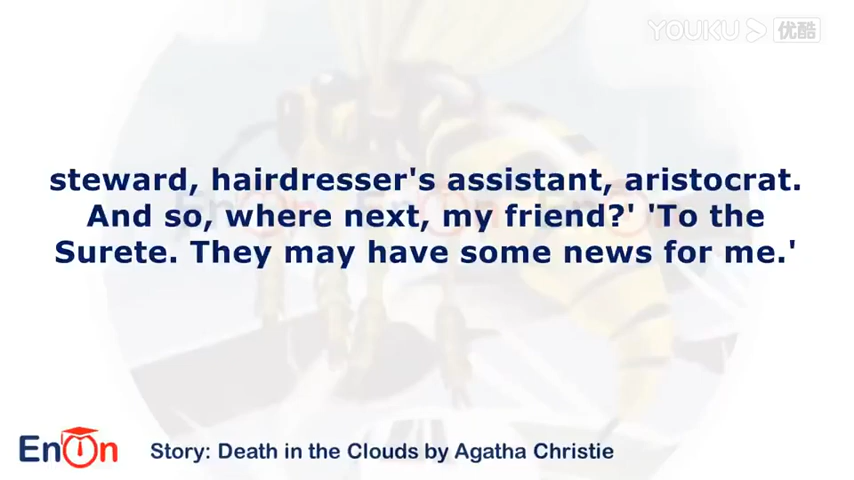 YOUKU 优酷
steward, hairdresser's assistant, aristocrat.
And so, where next, my friend?' 'To the
Surete. They may have some news for me.'
EnOn
Story: Death in the Clouds by Agatha Christie